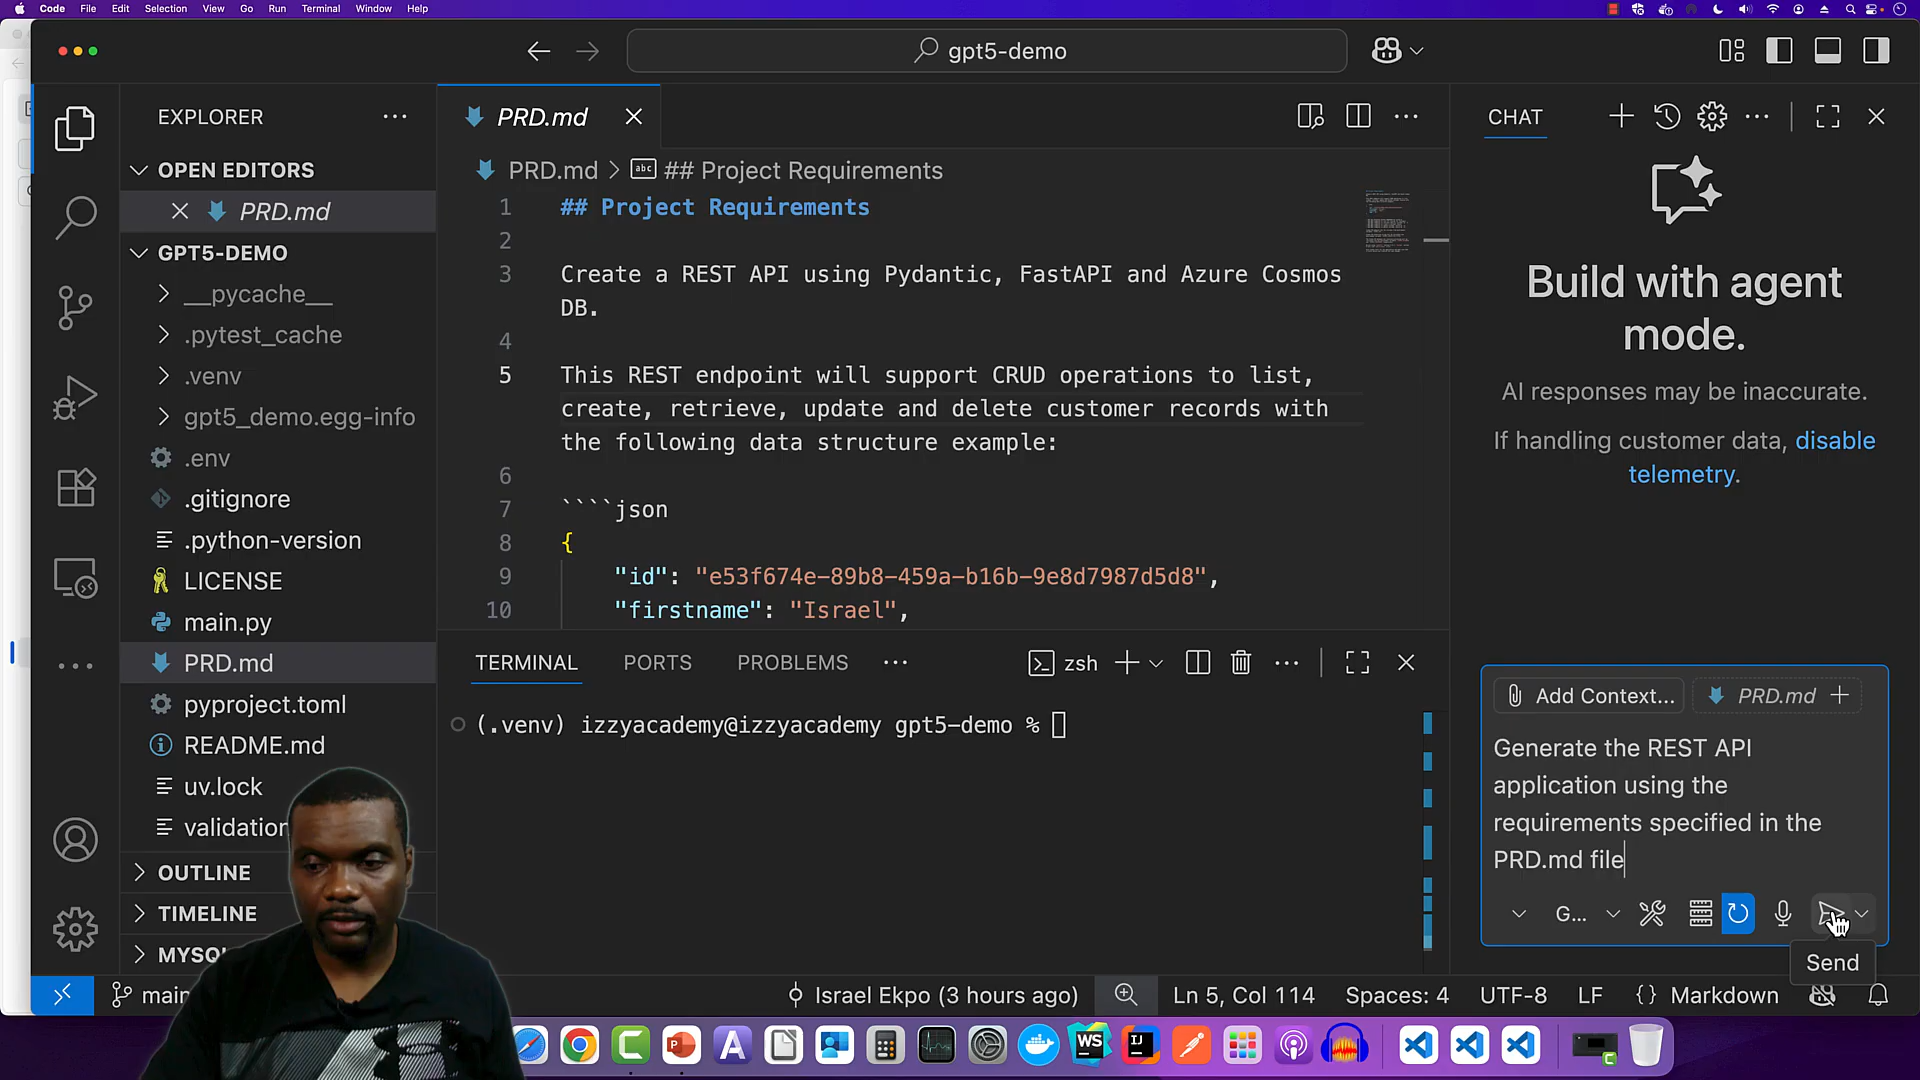 Code File Edit Selection View Go Run Terminal Window Help
gpt5-demo
EXPLORER
OPEN EDITORS
PRD.md
GPT5-DEMO
__pycache__
.pytest_cache
.venv
gpt5_demo.egg-info
.env
.gitignore
.python-version
LICENSE
main.py
PRD.md
pyproject.toml
README.md
uv.lock
validation
OUTLINE
TIMELINE
MYSQ
PRD.md
PRD.md > ## Project Requirements
1 ## Project Requirements
2
3 Create a REST API using Pydantic, FastAPI and Azure Cosmos
DB.
4
5 This REST endpoint will support CRUD operations to list,
create, retrieve, update and delete customer records with
the following data structure example:
6
7 ````json
8 {
9 "id": "e53f674e-89b8-459a-b16b-9e8d7987d5d8",
10 "firstname": "Israel",
TERMINAL PORTS PROBLEMS
zsh
(.venv) izzyacademy@izzyacademy gpt5-demo %
CHAT
Build with agent
mode.
AI responses may be inaccurate.
If handling customer data, disable
telemetry.
Add Context... PRD.md
Generate the REST API
application using the
requirements specified in the
PRD.md file
G...
Send
main
Israel Ekpo (3 hours ago)
Ln 5, Col 114
Spaces: 4
UTF-8
LF
{} Markdown
WS
IJ